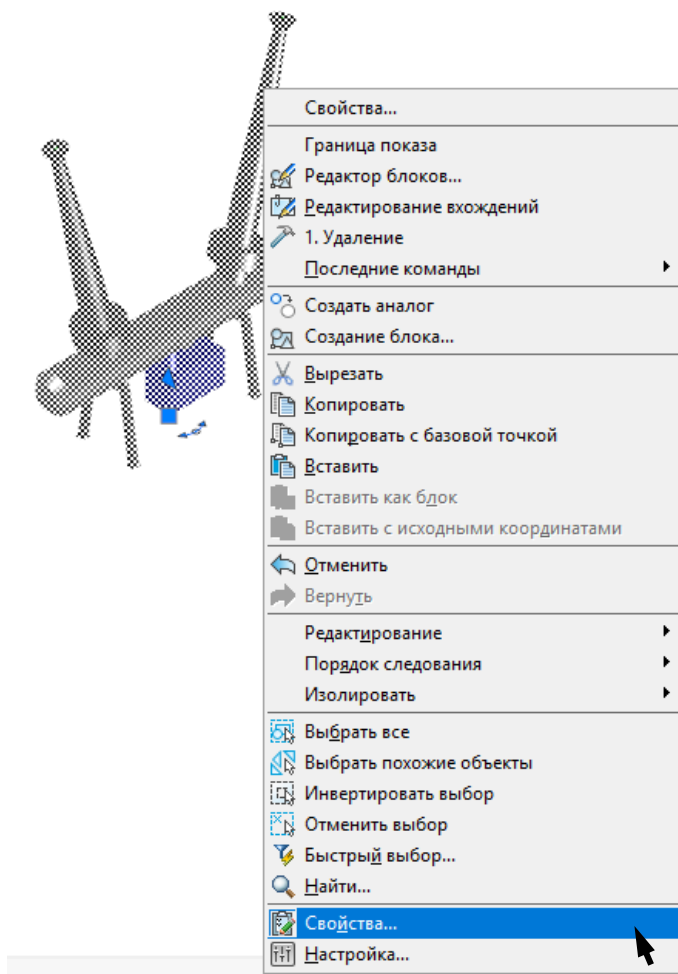 Свойства...
Граница показа
Редактор блоков...
Редактирование вхождений
1. Удаление
Последние команды
Создать аналог
Создание блока...
Вырезать
Копировать
Копировать с базовой точкой
Вставить
Вставить как блок
Вставить с исходными координатами
Отменить
Вернуть
Редактирование
Порядок следования
Изолировать
Выбрать все
Выбрать похожие объекты
Инвертировать выбор
Отменить выбор
Быстрый выбор...
Найти...
Свойства...
Настройка...